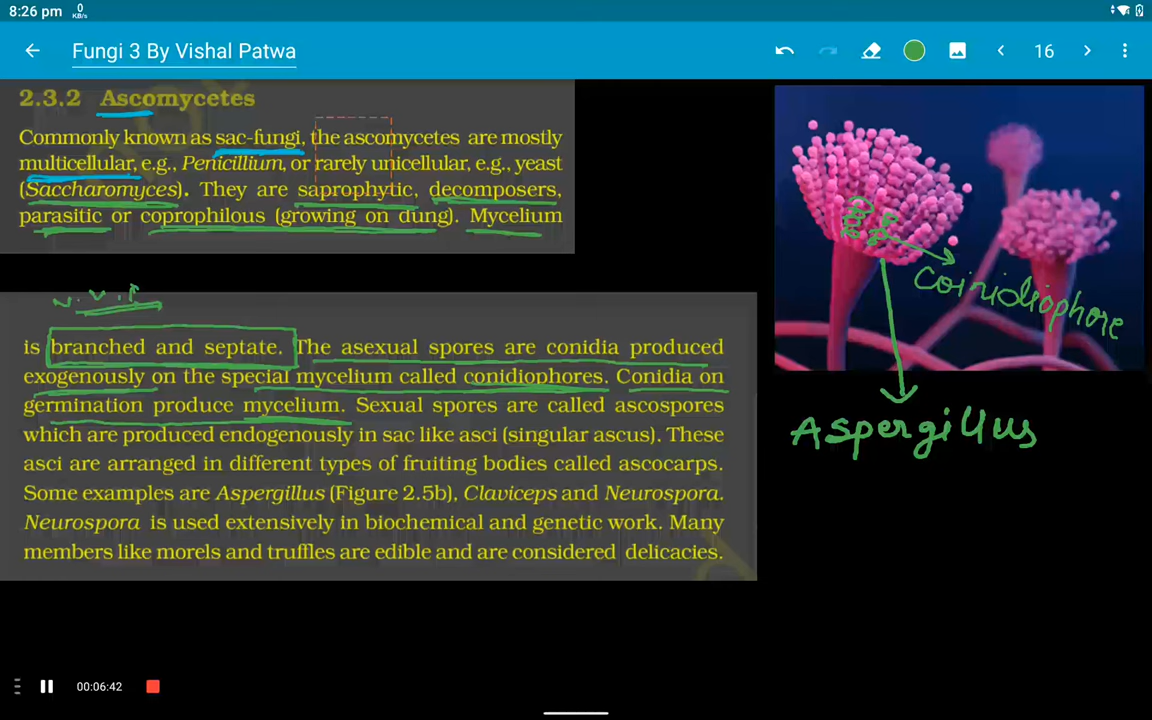 8:26 pm 0 KB/s
Fungi 3 By Vishal Patwa 16
2.3.2 Ascomycetes
Commonly known as sac-fungi, the ascomycetes are mostly
multicellular, e.g., Penicillium, or rarely unicellular, e.g., yeast
(Saccharomyces). They are saprophytic, decomposers,
parasitic or coprophilous (growing on dung). Mycelium
is branched and septate. The asexual spores are conidia produced
exogenously on the special mycelium called conidiophores. Conidia on
germination produce mycelium. Sexual spores are called ascospores
which are produced endogenously in sac like asci (singular ascus). These
asci are arranged in different types of fruiting bodies called ascocarps.
Some examples are Aspergillus (Figure 2.5b), Claviceps and Neurospora.
Neurospora is used extensively in biochemical and genetic work. Many
members like morels and truffles are edible and are considered delicacies.
Coinidiophore
Aspergillus
00:06:42